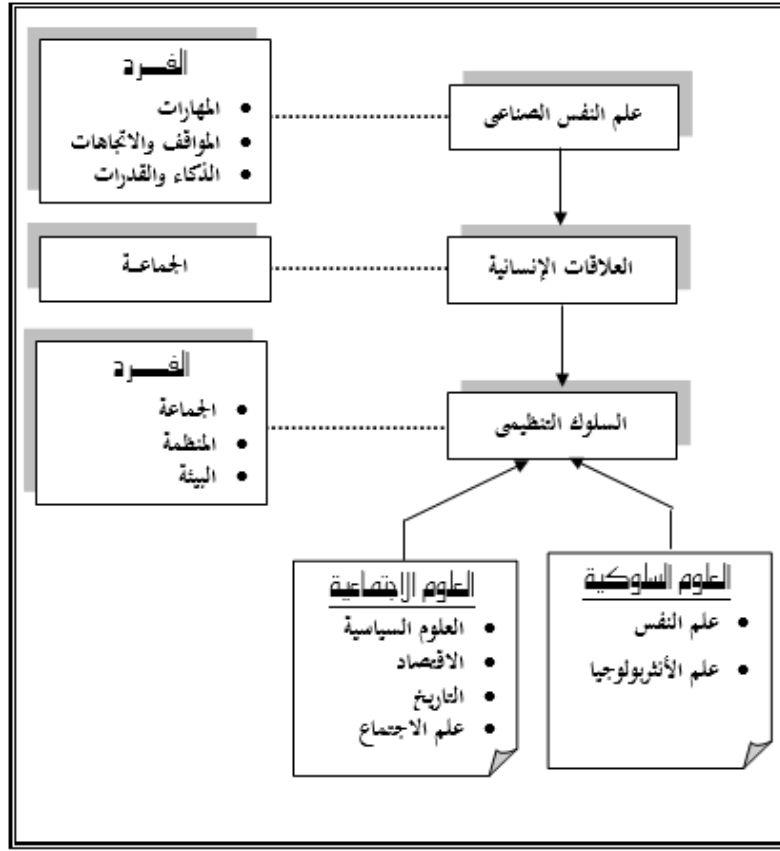 الفـــرد
• المهارات
• المواقف والاتجاهات
• الذكاء والقدرات
علم النفس الصناعى
الجماعـة
العلاقات الإنسانية
الفـــرد
• الجماعة
• المنظمة
• البيئة
السلوك التنظيمى
العلوم السلوكية
• علم النفس
• علم الأنثربولوجيا
العلوم الاجتماعية
• العلوم السياسية
• الاقتصاد
• التاريخ
• علم الاجتماع